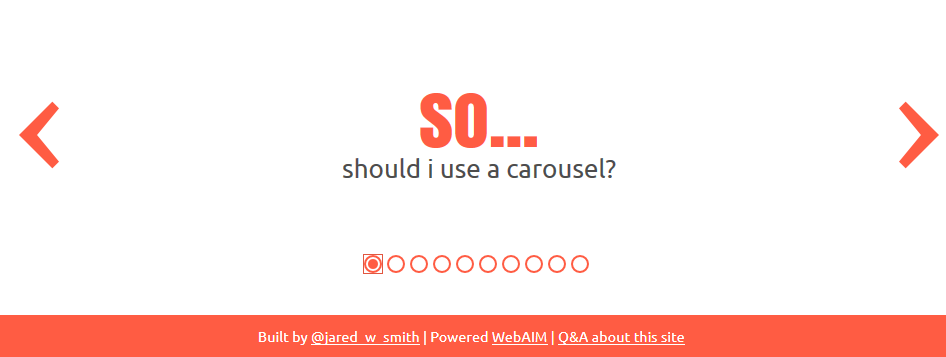 SO...
should i use a carousel?
Built by @jared_w_smith | Powered WebAIM | Q&A about this site